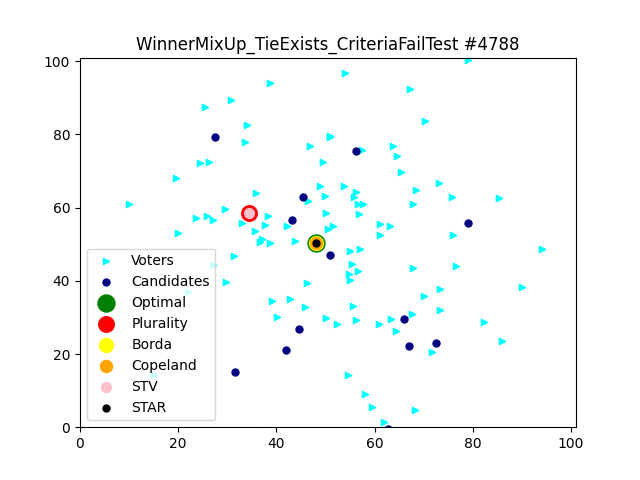 WinnerMixUp_TieExists_CriteriaFailTest #4788
100
80
60
40
20
0
Voters
Candidates
Optimal
Plurality
Borda
Copeland
STV
STAR
0 20 40 60 80 100